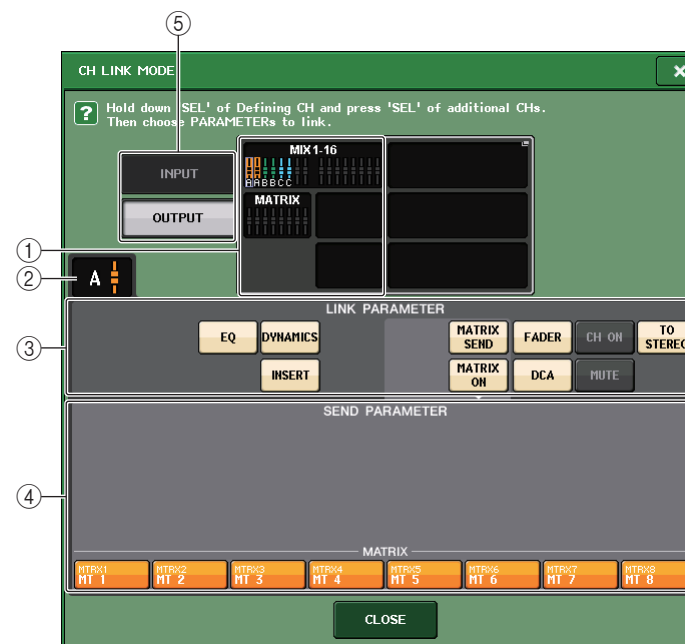 ⑤
CH LINK MODE
? Hold down 'SEL' of Defining CH and press 'SEL' of additional CHs.
Then choose PARAMETERs to link.
INPUT
OUTPUT
MIX1-16
AABBCC
MATRIX
①
②
A
③
LINK PARAMETER
EQ
DYNAMICS
MATRIX SEND
FADER
CH ON
TO STEREO
INSERT
MATRIX ON
DCA
MUTE
SEND PARAMETER
④
MATRIX
MTRX1 MTRX2 MTRX3 MTRX4 MTRX5 MTRX6 MTRX7 MTRX8
MT 1 MT 2 MT 3 MT 4 MT 5 MT 6 MT 7 MT 8
CLOSE